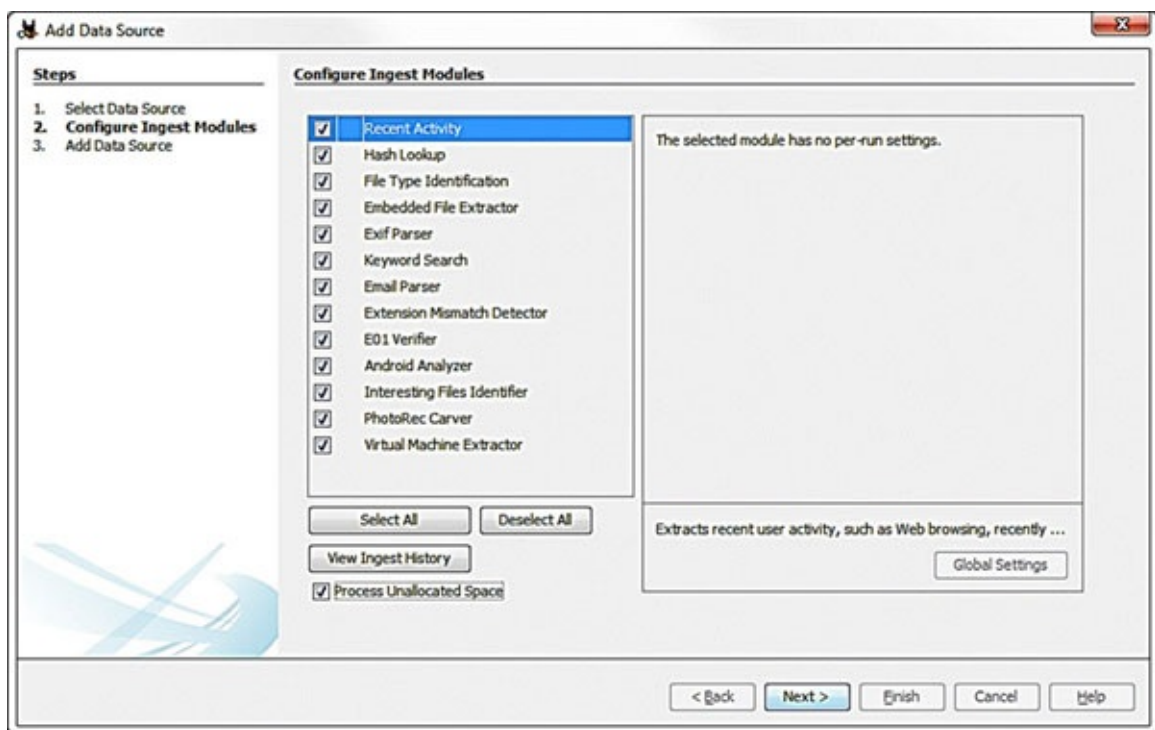 Add Data Source
Steps
1. Select Data Source
2. Configure Ingest Modules
3. Add Data Source
Configure Ingest Modules
Recent Activity
Hash Lookup
File Type Identification
Embedded File Extractor
Exif Parser
Keyword Search
Email Parser
Extension Mismatch Detector
E01 Verifier
Android Analyzer
Interesting Files Identifier
PhotoRec Carver
Virtual Machine Extractor
Select All
Deselect All
View Ingest History
Process Unallocated Space
The selected module has no per-run settings.
Extracts recent user activity, such as Web browsing, recently ...
Global Settings
< Back
Next >
Finish
Cancel
Help